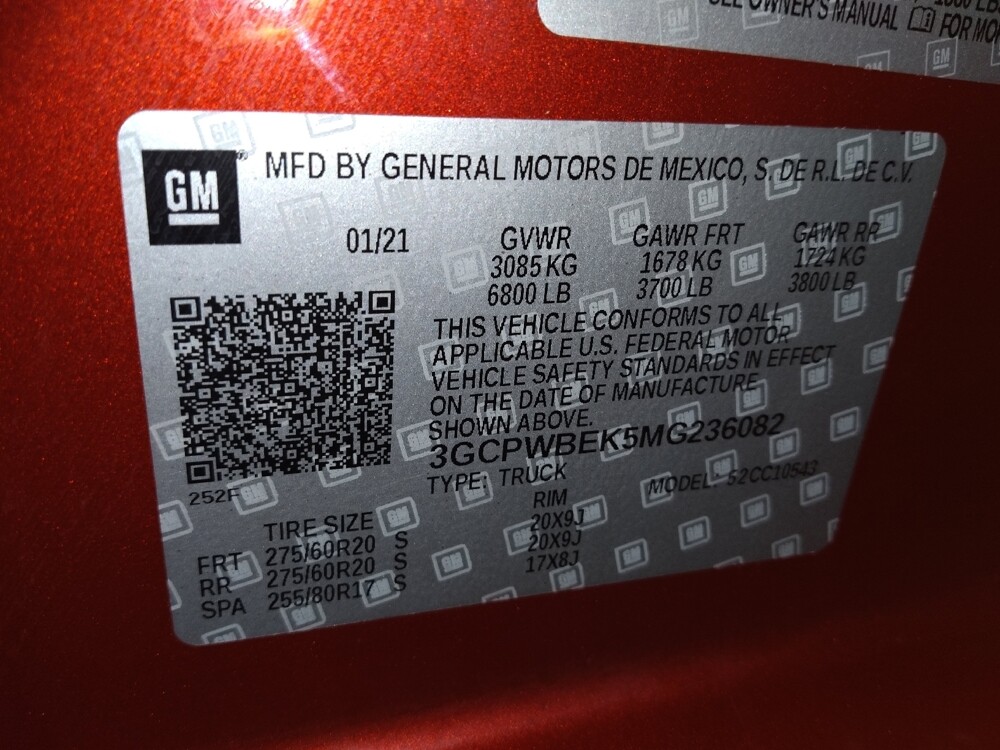 SEE OWNER'S MANUAL FOR MOR
GM
MFD BY GENERAL MOTORS DE MEXICO, S. DE R.L. DE C.V.
01/21 GVWR GAWR FRT GAWR RR
3085 KG 1678 KG 1724 KG
6800 LB 3700 LB 3800 LB
THIS VEHICLE CONFORMS TO ALL
APPLICABLE U.S. FEDERAL MOTOR
VEHICLE SAFETY STANDARDS IN EFFECT
ON THE DATE OF MANUFACTURE
SHOWN ABOVE.
3GCPWBEK5MG236082
TYPE: TRUCK MODEL: 52CC10543
252F
TIRE SIZE RIM
FRT 275/60R20 S 20X9J
RR 275/60R20 S 20X9J
SPA 255/80R17 S 17X8J